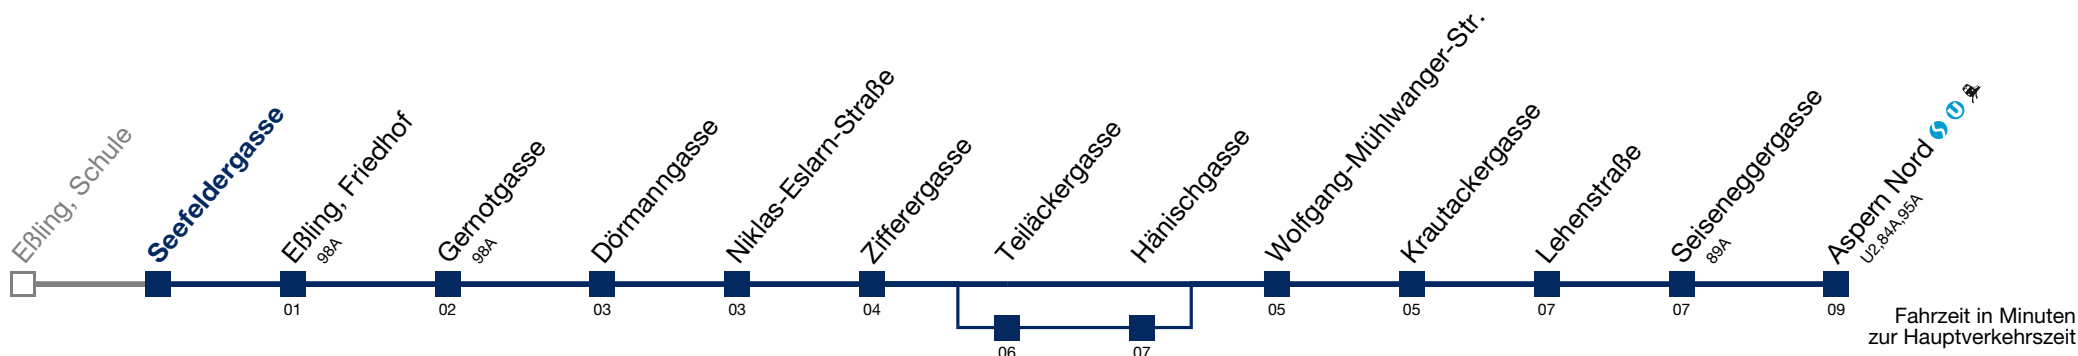 Eßling, Schule
Seefeldergasse
Eßling, Friedhof
98A
Gernotgasse
98A
Dörmanngasse
Niklas-Eslarn-Straße
Zifferergasse
Teiläckergasse
Hänischgasse
Wolfgang-Mühlwanger-Str.
Krautackergasse
Lehenstraße
Seiseneggergasse
89A
Aspern Nord S U
U2,84A,95A
01
02
03
03
04
06
07
05
05
07
07
09
Fahrzeit in Minuten
zur Hauptverkehrszeit